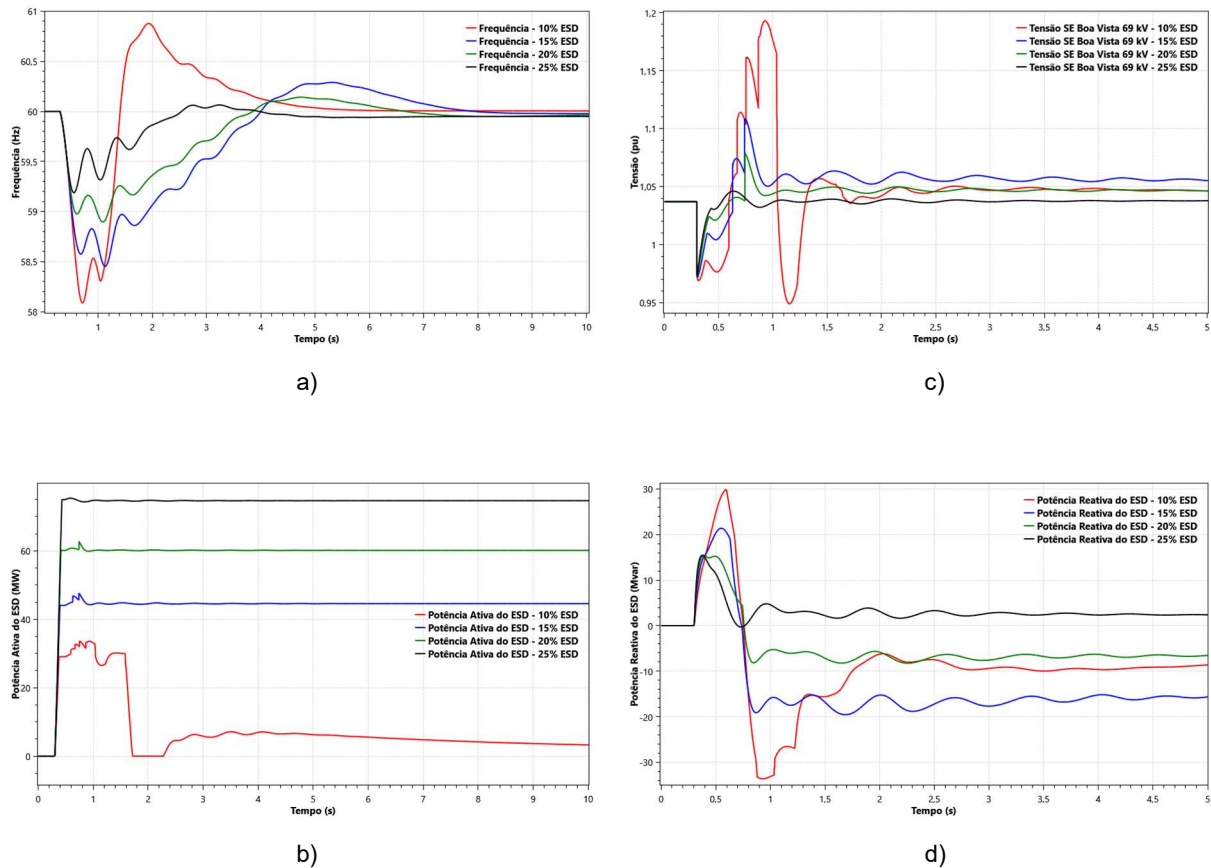 61
60.5
60
59.5
59
58.5
58
Frequência (Hz)
Frequência - 10% ESD
Frequência - 15% ESD
Frequência - 20% ESD
Frequência - 25% ESD
1 2 3 4 5 6 7 8 9 10
Tempo (s)
a)
1,2
1,15
1,1
1,05
1
0,95
Tensão (pu)
Tensão SE Boa Vista 69 kV - 10% ESD
Tensão SE Boa Vista 69 kV - 15% ESD
Tensão SE Boa Vista 69 kV - 20% ESD
Tensão SE Boa Vista 69 kV - 25% ESD
0 0,5 1 1,5 2 2,5 3 3,5 4 4,5 5
Tempo (s)
c)
60
40
20
0
Potência Ativa do ESD (MW)
Potência Ativa do ESD - 10% ESD
Potência Ativa do ESD - 15% ESD
Potência Ativa do ESD - 20% ESD
Potência Ativa do ESD - 25% ESD
0 1 2 3 4 5 6 7 8 9 10
Tempo (s)
b)
30
20
10
0
-10
-20
-30
Potência Reativa do ESD (Mvar)
Potência Reativa do ESD - 10% ESD
Potência Reativa do ESD - 15% ESD
Potência Reativa do ESD - 20% ESD
Potência Reativa do ESD - 25% ESD
0 0,5 1 1,5 2 2,5 3 3,5 4 4,5 5
Tempo (s)
d)